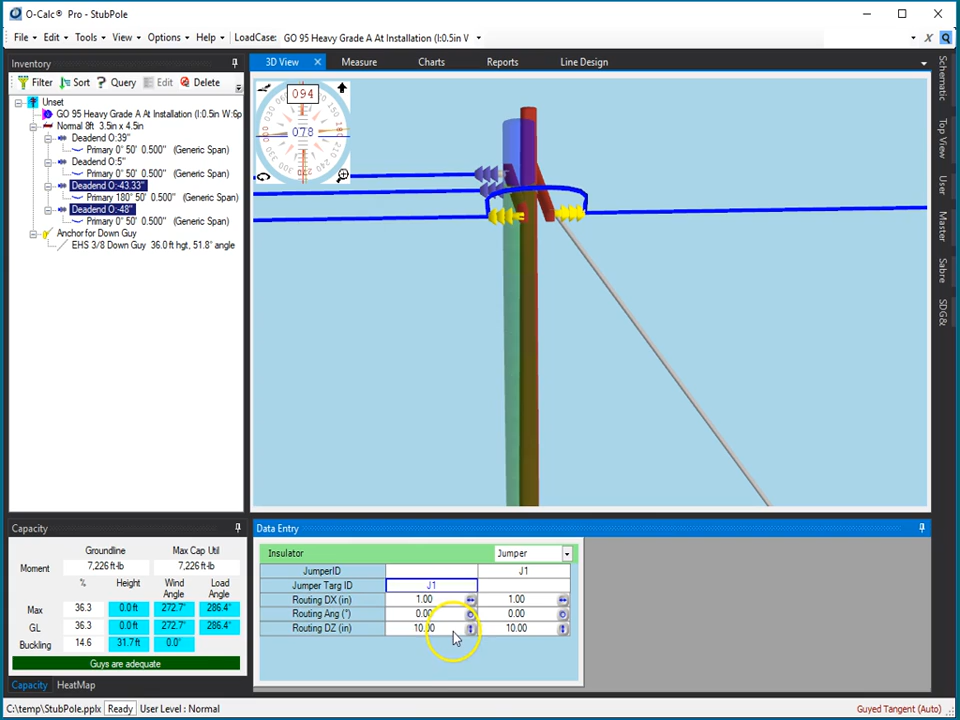 O-Calc® Pro - StubPole
File Edit Tools View Options Help LoadCase: GO 95 Heavy Grade A At Installation (I:0.5in V
Inventory
Filter Sort ? Query Edit Delete
Unset
GO 95 Heavy Grade A At Installation (I:0.5in W:6p
Normal 8ft 3.5in x 4.5in
Deadend O:39"
Primary 0° 50' 0.500" (Generic Span)
Deadend O:5"
Primary 0° 50' 0.500" (Generic Span)
Deadend O:-43.33"
Primary 180° 50' 0.500" (Generic Span)
Deadend O:-48"
Primary 0° 50' 0.500" (Generic Span)
Anchor for Down Guy
EHS 3/8 Down Guy 36.0 ft hgt, 51.8° angle
3D View Measure Charts Reports Line Design
094
078
Schematic
Top View
User
Master
Sabre
SDG&
Capacity
Groundline Max Cap Util
Moment 7,226 ft-lb 7,226 ft-lb
% Height Wind Angle Load Angle
Max 36.3 0.0 ft 272.7° 286.4°
GL 36.3 0.0 ft 272.7° 286.4°
Buckling 14.6 31.7 ft 0.0°
Guys are adequate
Capacity HeatMap
Data Entry
Insulator Jumper
JumperID J1
Jumper Targ ID J1
Routing DX (in) 1.00 1.00
Routing Ang (°) 0.00 0.00
Routing DZ (in) 10.00 10.00
C:\temp\StubPole.pplx Ready User Level : Normal Guyed Tangent (Auto)